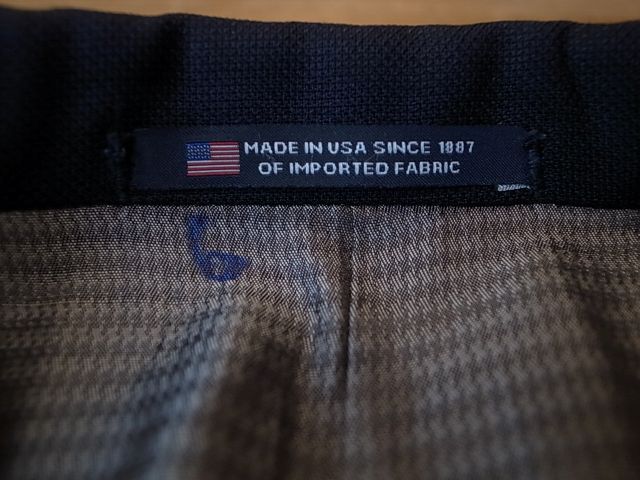 MADE IN USA SINCE 1887
OF IMPORTED FABRIC